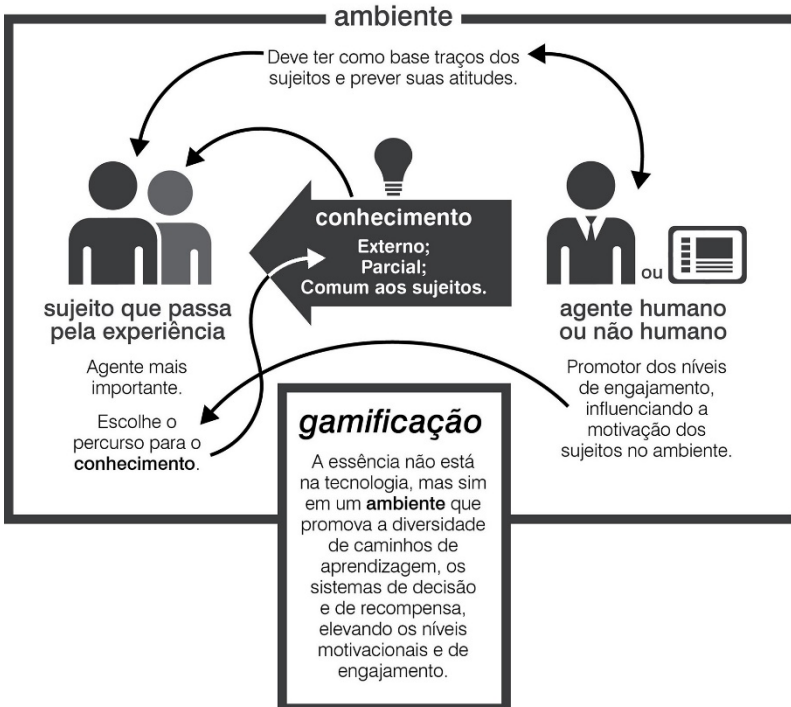 ambiente
Deve ter como base traços dos
sujeitos e prever suas atitudes.
conhecimento
Externo;
Parcial;
Comum aos sujeitos.
sujeito que passa
pela experiência
Agente mais
importante.
Escolhe o
percurso para o
conhecimento.
ou
agente humano
ou não humano
Promotor dos níveis
de engajamento,
influenciando a
motivação dos
sujeitos no ambiente.
gamificação
A essência não está
na tecnologia, mas sim
em um ambiente que
promova a diversidade
de caminhos de
aprendizagem, os
sistemas de decisão
e de recompensa,
elevando os níveis
motivacionais e de
engajamento.